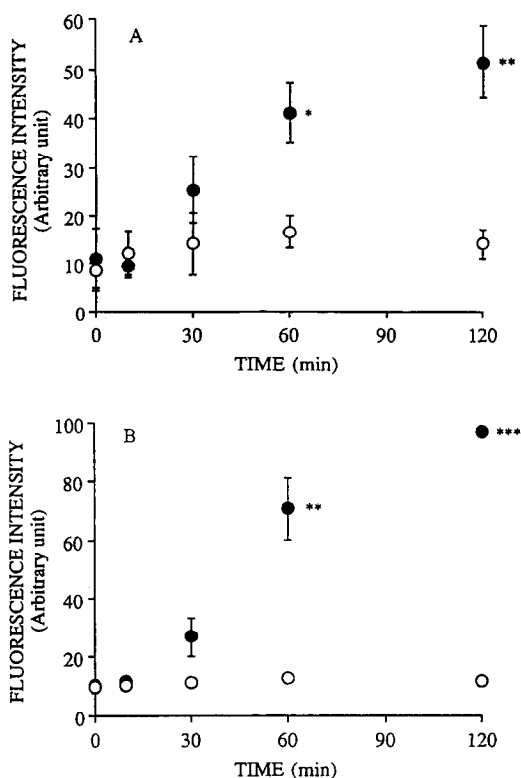 A
FLUORESCENCE INTENSITY
(Arbitrary unit)
60
50
40
30
20
10
0
*
**
0 30 60 90 120
TIME (min)
B
FLUORESCENCE INTENSITY
(Arbitrary unit)
100
80
60
40
20
0
**
***
0 30 60 90 120
TIME (min)